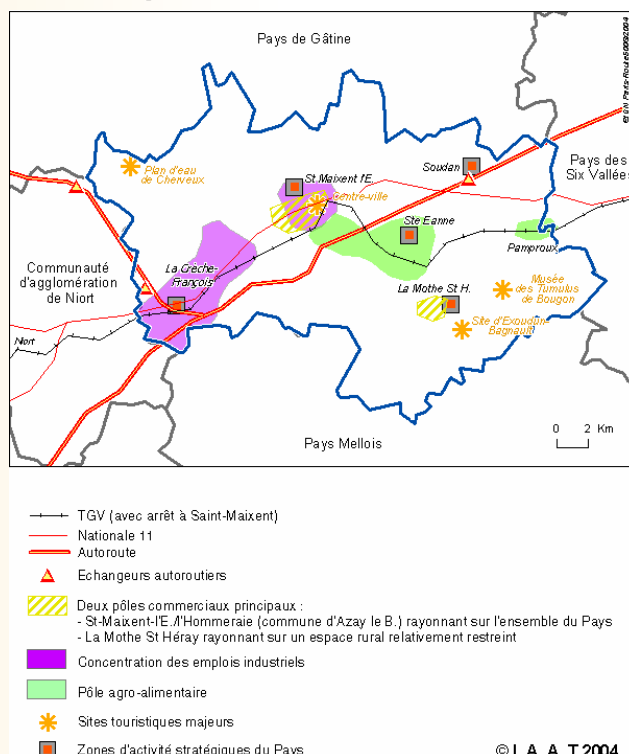 Pays de Gâtine
Plan d'eau
de Cherveux
St.Maixent l'E.
Centre-ville
Soudan
Pays des
Six Vallées
Ste Eanne
Pamproux
Communauté
d'agglomération
de Niort
La Crèche-
François
La Mothe St H.
Musée
des Tumulus
de Bougon
Site d'Exoudun-
Bagnault
Niort
Pays Mellois
0 2 Km
TGV (avec arrêt à Saint-Maixent)
Nationale 11
Autoroute
Echangeurs autoroutiers
Deux pôles commerciaux principaux :
- St-Maixent-l'E./l'Hommeraie (commune d'Azay le B.) rayonnant sur l'ensemble du Pays
- La Mothe St Héray rayonnant sur un espace rural relativement restreint
Concentration des emplois industriels
Pôle agro-alimentaire
Sites touristiques majeurs
Zones d'activité stratégiques du Pays
© I. A. A. T 2004